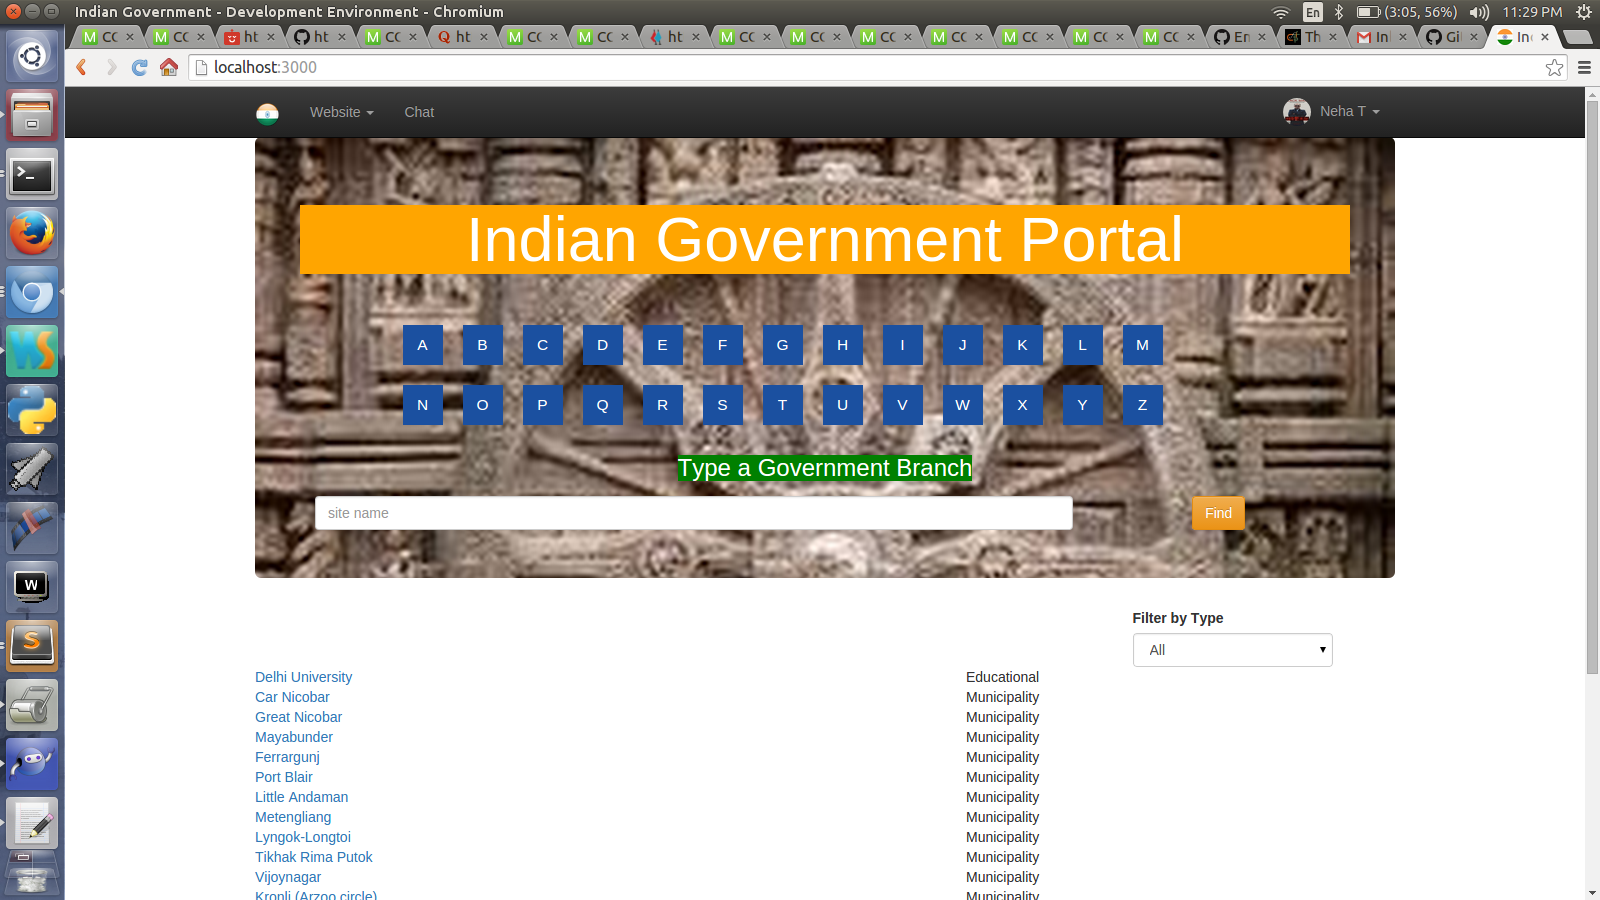 Indian Government - Development Environment - Chromium
En
(3:05, 56%)
11:29 PM
CC
CC
ht
ht
CC
ht
CC
CC
ht
CC
CC
CC
CC
CC
CC
CC
En
Th
In
Gi
In
localhost:3000
Website
Chat
Neha T
Indian Government Portal
A B C D E F G H I J K L M
N O P Q R S T U V W X Y Z
Type a Government Branch
site name
Find
Filter by Type
All
Delhi University Educational
Car Nicobar Municipality
Great Nicobar Municipality
Mayabunder Municipality
Ferrargunj Municipality
Port Blair Municipality
Little Andaman Municipality
Metengliang Municipality
Lyngok-Longtoi Municipality
Tikhak Rima Putok Municipality
Vijoynagar Municipality
Kronli (Arzoo circle) Municipality